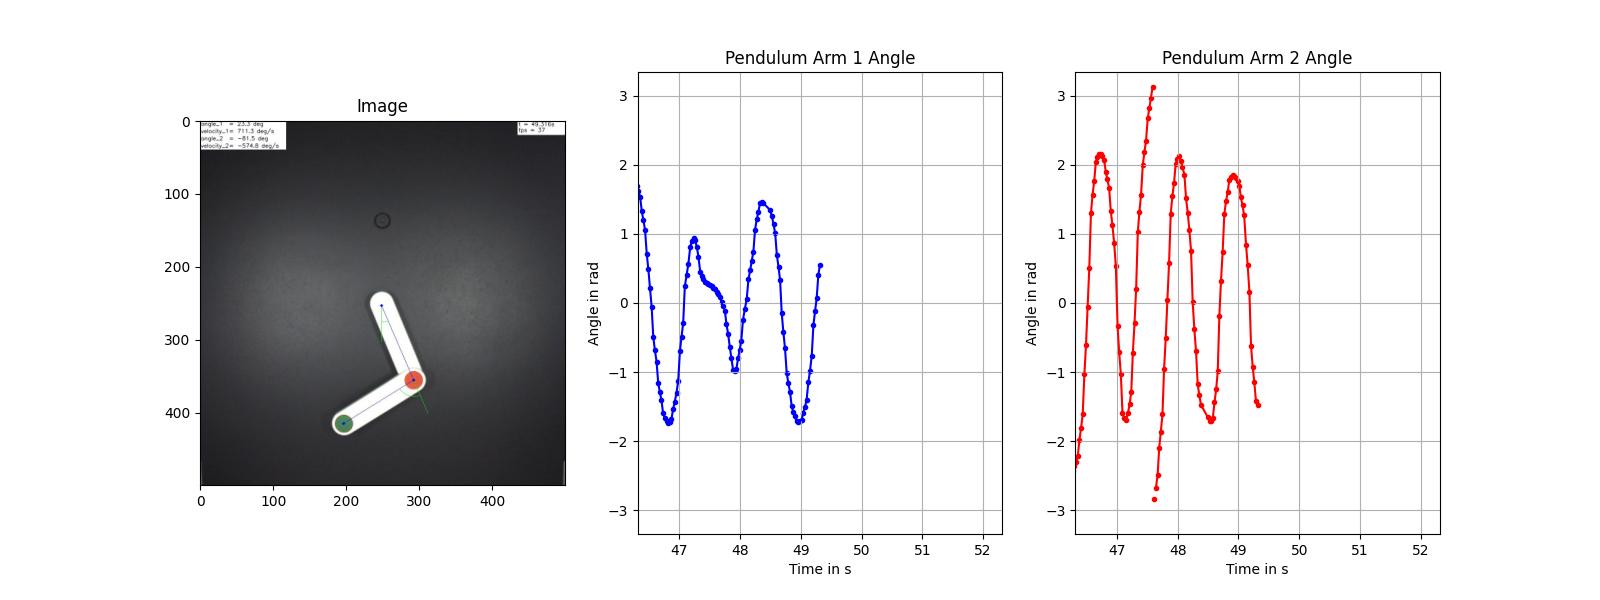 Image
angle_1 = 23.3 deg
velocity_1= 711.3 deg/s
angle_2 = -81.5 deg
velocity_2= -574.8 deg/s
t = 49.316s
fps = 37
0
100
200
300
400
0 100 200 300 400
Pendulum Arm 1 Angle
Angle in rad
3
2
1
0
−1
−2
−3
47 48 49 50 51 52
Time in s
Pendulum Arm 2 Angle
Angle in rad
3
2
1
0
−1
−2
−3
47 48 49 50 51 52
Time in s